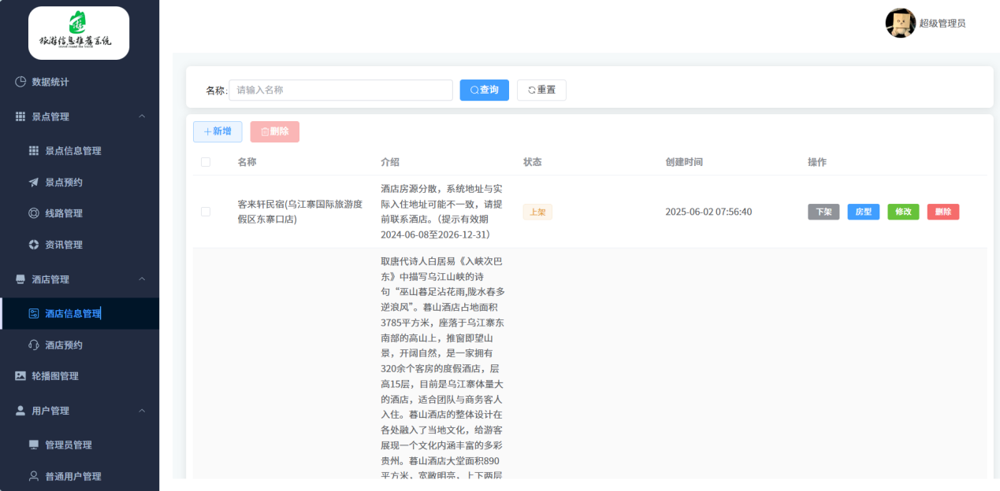 旅游信息推荐系统
超级管理员
数据统计
景点管理
景点信息管理
景点预约
线路管理
资讯管理
酒店管理
酒店信息管理
酒店预约
轮播图管理
用户管理
管理员管理
普通用户管理
名称: 请输入名称 查询 重置
+新增 删除
名称 介绍 状态 创建时间 操作
客来轩民宿(乌江寨国际旅游度
假区东寨口店)
酒店房源分散，系统地址与实
际入住地址可能不一致，请提
前联系酒店。（提示有效期
2024-06-08至2026-12-31）
上架
2025-06-02 07:56:40
下架 房型 修改 删除
取唐代诗人白居易《入峡次巴
东》中描写乌江山峡的诗
句“巫山暮足沾花雨,陇水春多
逆浪风”。暮山酒店占地面积
3785平方米，座落于乌江寨东
南部的高山上，推窗即望山
景，开阔自然，是一家拥有
320余个客房的度假酒店，层
高15层，目前是乌江寨体量大
的酒店，适合团队与商务客人
入住。暮山酒店的整体设计在
各处融入了当地文化，给游客
展现一个文化内涵丰富的多彩
贵州。暮山酒店大堂面积890
平方米，宽敞明亮，上下两层